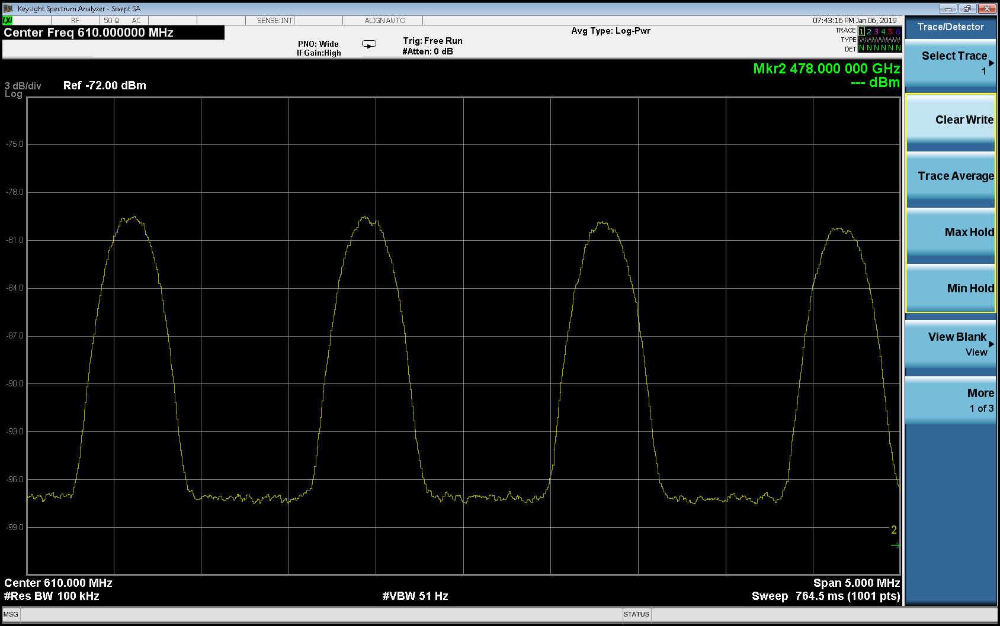 Keysight Spectrum Analyzer - Swept SA
LXI RF 50 Ω AC SENSE:INT ALIGN AUTO 07:43:16 PM Jan 06, 2019
Center Freq 610.000000 MHz
PNO: Wide
IFGain:High
Trig: Free Run
#Atten: 0 dB
Avg Type: Log-Pwr
TRACE 1 2 3 4 5 6
TYPE
DET N N N N N N
Mkr2 478.000 000 GHz
--- dBm
3 dB/div
Log
Ref -72.00 dBm
-75.0
-78.0
-81.0
-84.0
-87.0
-90.0
-93.0
-96.0
-99.0
2
Center 610.000 MHz
Span 5.000 MHz
#Res BW 100 kHz
#VBW 51 Hz
Sweep 764.5 ms (1001 pts)
MSG
STATUS
Trace/Detector
Select Trace
1
Clear Write
Trace Average
Max Hold
Min Hold
View Blank
View
More
1 of 3